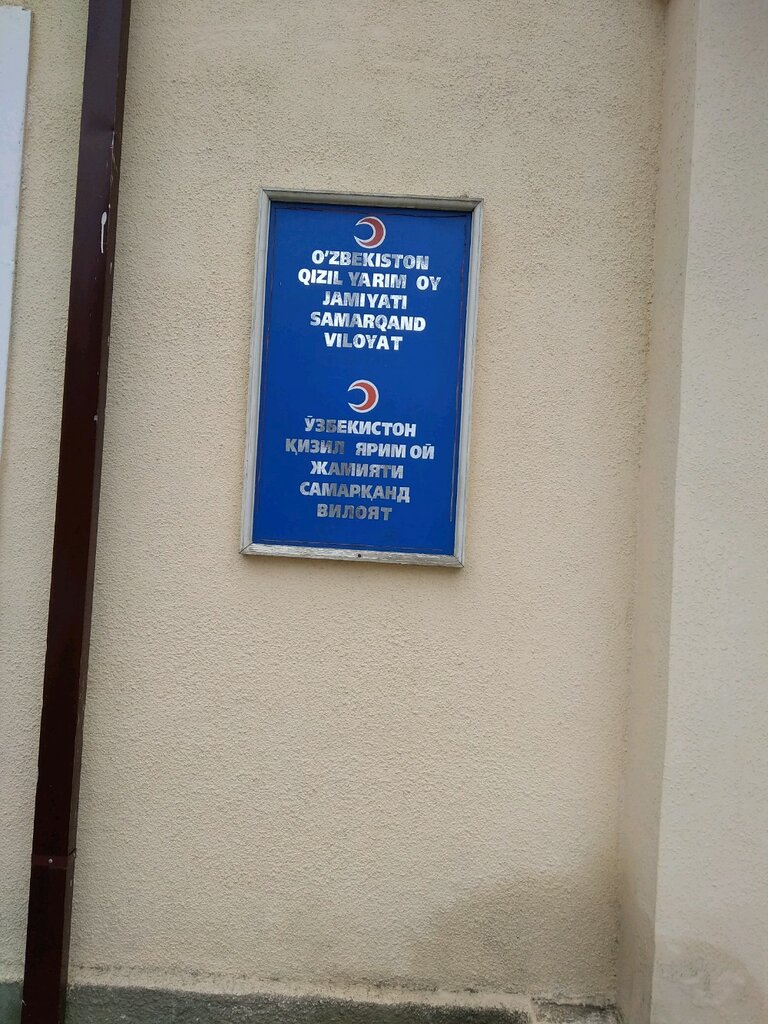 O'ZBEKISTON
QIZIL YARIM OY
JAMIYATI
SAMARQAND
VILOYAT
ЎЗБЕКИСТОН
ҚИЗИЛ ЯРИМ ОЙ
ЖАМИЯТИ
САМАРҚАНД
ВИЛОЯТ